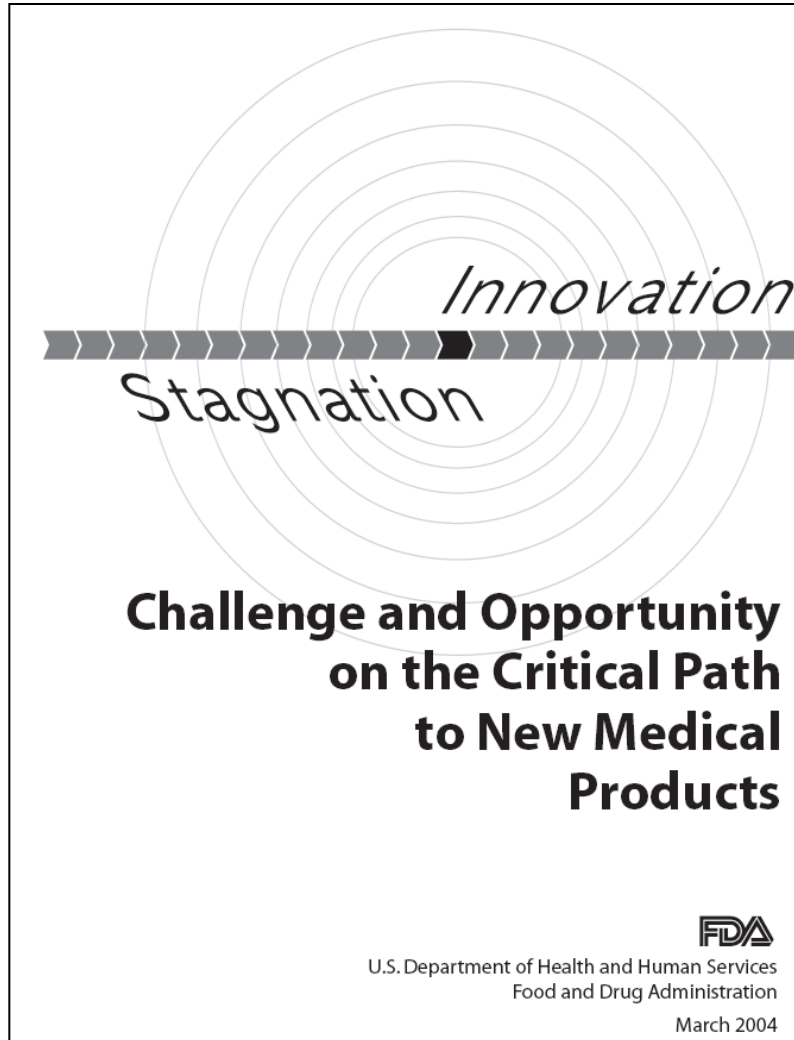 Innovation
Stagnation
Challenge and Opportunity
on the Critical Path
to New Medical
Products
FDA
U.S. Department of Health and Human Services
Food and Drug Administration
March 2004